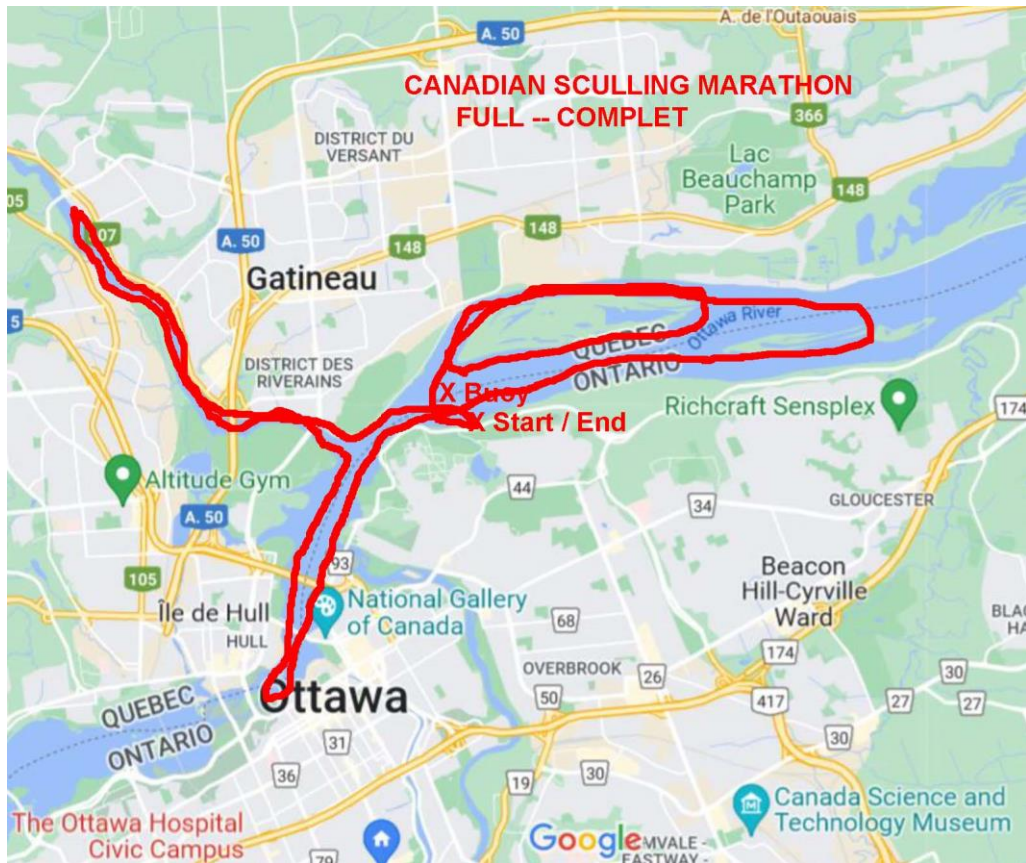 A. de l'Outaouais
A. 50
CANADIAN SCULLING MARATHON
FULL -- COMPLET
366
DISTRICT DU
VERSANT
Lac
Beauchamp
Park
148
05
07
A. 50
148
148
Gatineau
5
Ottawa River
QUEBEC
ONTARIO
DISTRICT DES
RIVERAINS
X Buoy
X Start / End
Richcraft Sensplex
174
Altitude Gym
44
34
GLOUCESTER
A. 50
93
105
Île de Hull
HULL
National Gallery
of Canada
68
Beacon
Hill-Cyrville
Ward
174
OVERBROOK
26
30
27
27
Ottawa
50
417
QUEBEC
ONTARIO
31
30
36
19
30
The Ottawa Hospital
Civic Campus
79
Google
Canada Science and
Technology Museum